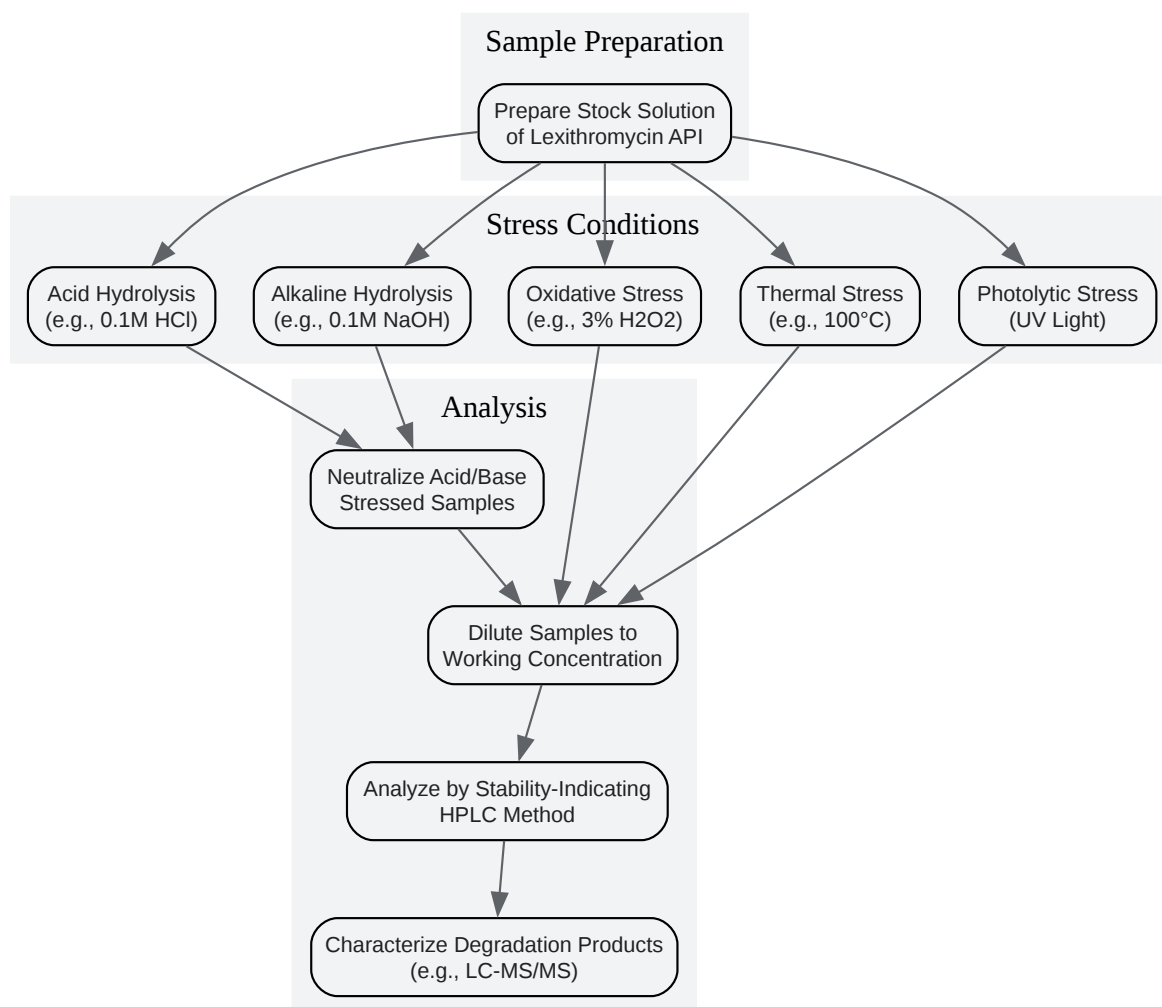 Sample Preparation
Prepare Stock Solution
of Lexithromycin API
Stress Conditions
Acid Hydrolysis
(e.g., 0.1M HCl)
Alkaline Hydrolysis
(e.g., 0.1M NaOH)
Oxidative Stress
(e.g., 3% H2O2)
Thermal Stress
(e.g., 100°C)
Photolytic Stress
(UV Light)
Analysis
Neutralize Acid/Base
Stressed Samples
Dilute Samples to
Working Concentration
Analyze by Stability-Indicating
HPLC Method
Characterize Degradation Products
(e.g., LC-MS/MS)